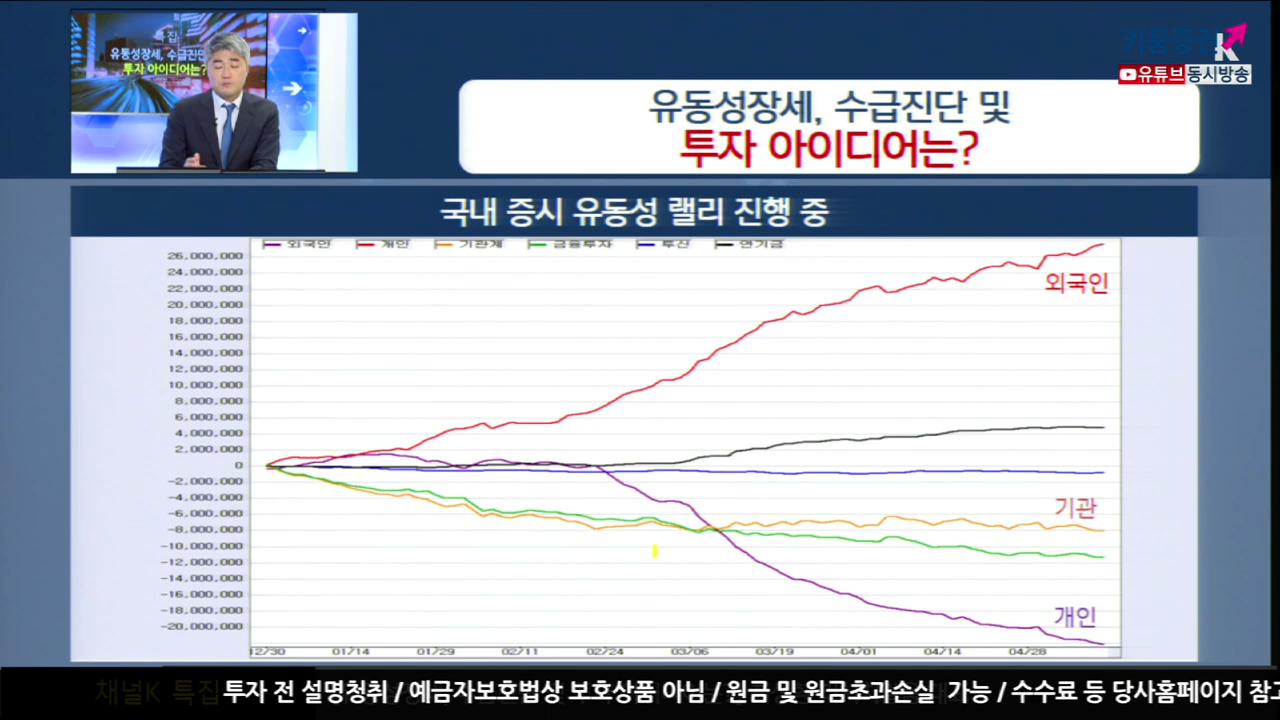 특집
유동성장세, 수급진단
투자 아이디어는?
키움증권
유튜브동시방송
유동성장세, 수급진단 및
투자 아이디어는?
국내 증시 유동성 랠리 진행 중
외국인 개인 기관계 금융투자 투신 연기금
26,000,000
24,000,000
22,000,000
20,000,000
18,000,000
16,000,000
14,000,000
12,000,000
10,000,000
8,000,000
6,000,000
4,000,000
2,000,000
0
-2,000,000
-4,000,000
-6,000,000
-8,000,000
-10,000,000
-12,000,000
-14,000,000
-16,000,000
-18,000,000
-20,000,000
외국인
기관
개인
12/30 01/14 01/29 02/11 02/24 03/06 03/19 04/01 04/14 04/28
채널K 특집
투자 전 설명청취 / 예금자보호법상 보호상품 아님 / 원금 및 원금초과손실 가능 / 수수료 등 당사홈페이지 참고